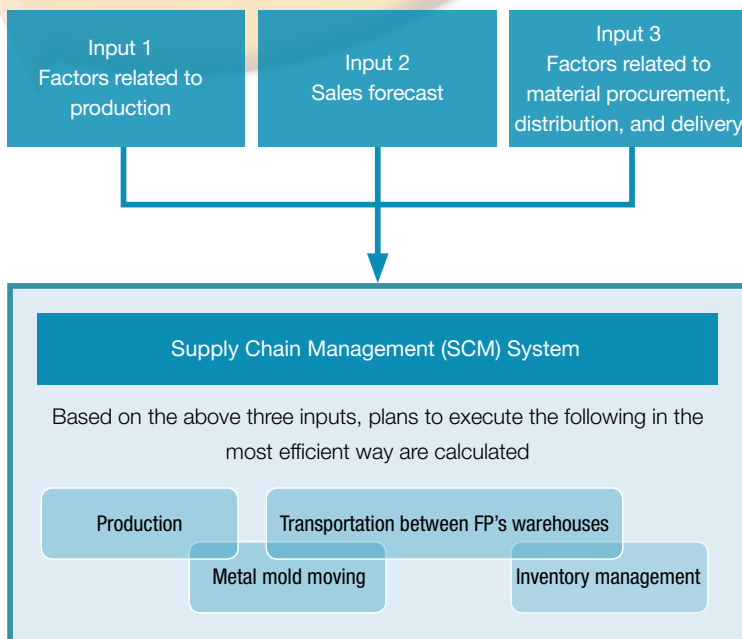 Input 1
Factors related to
production
Input 2
Sales forecast
Input 3
Factors related to
material procurement,
distribution, and delivery
Supply Chain Management (SCM) System
Based on the above three inputs, plans to execute the following in the
most efficient way are calculated
Production
Transportation between FP's warehouses
Metal mold moving
Inventory management